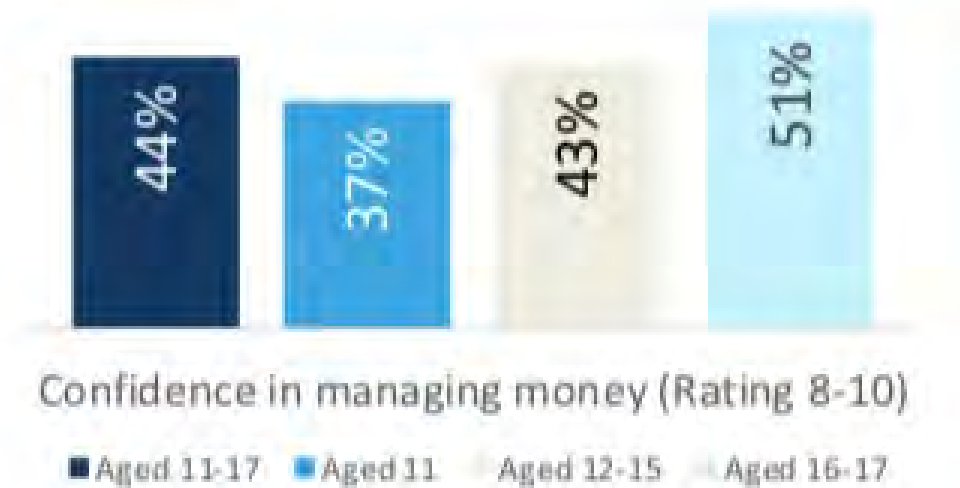 44%
37%
43%
51%
Confidence in managing money (Rating 8-10)
Aged 11-17 Aged 11 Aged 12-15 Aged 16-17